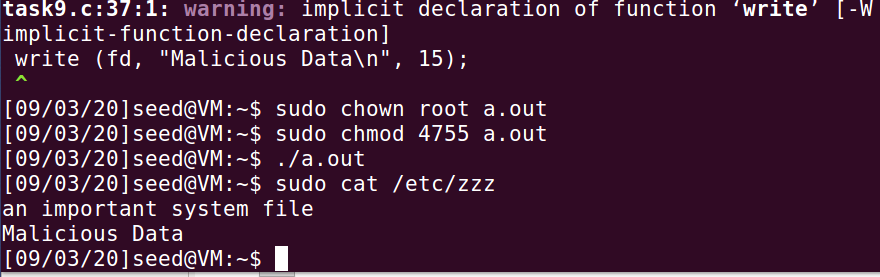 task9.c:37:1: warning: implicit declaration of function ‘write’ [-W
implicit-function-declaration]
 write (fd, "Malicious Data\n", 15);
 ^
[09/03/20]seed@VM:~$ sudo chown root a.out
[09/03/20]seed@VM:~$ sudo chmod 4755 a.out
[09/03/20]seed@VM:~$ ./a.out
[09/03/20]seed@VM:~$ sudo cat /etc/zzz
an important system file
Malicious Data
[09/03/20]seed@VM:~$